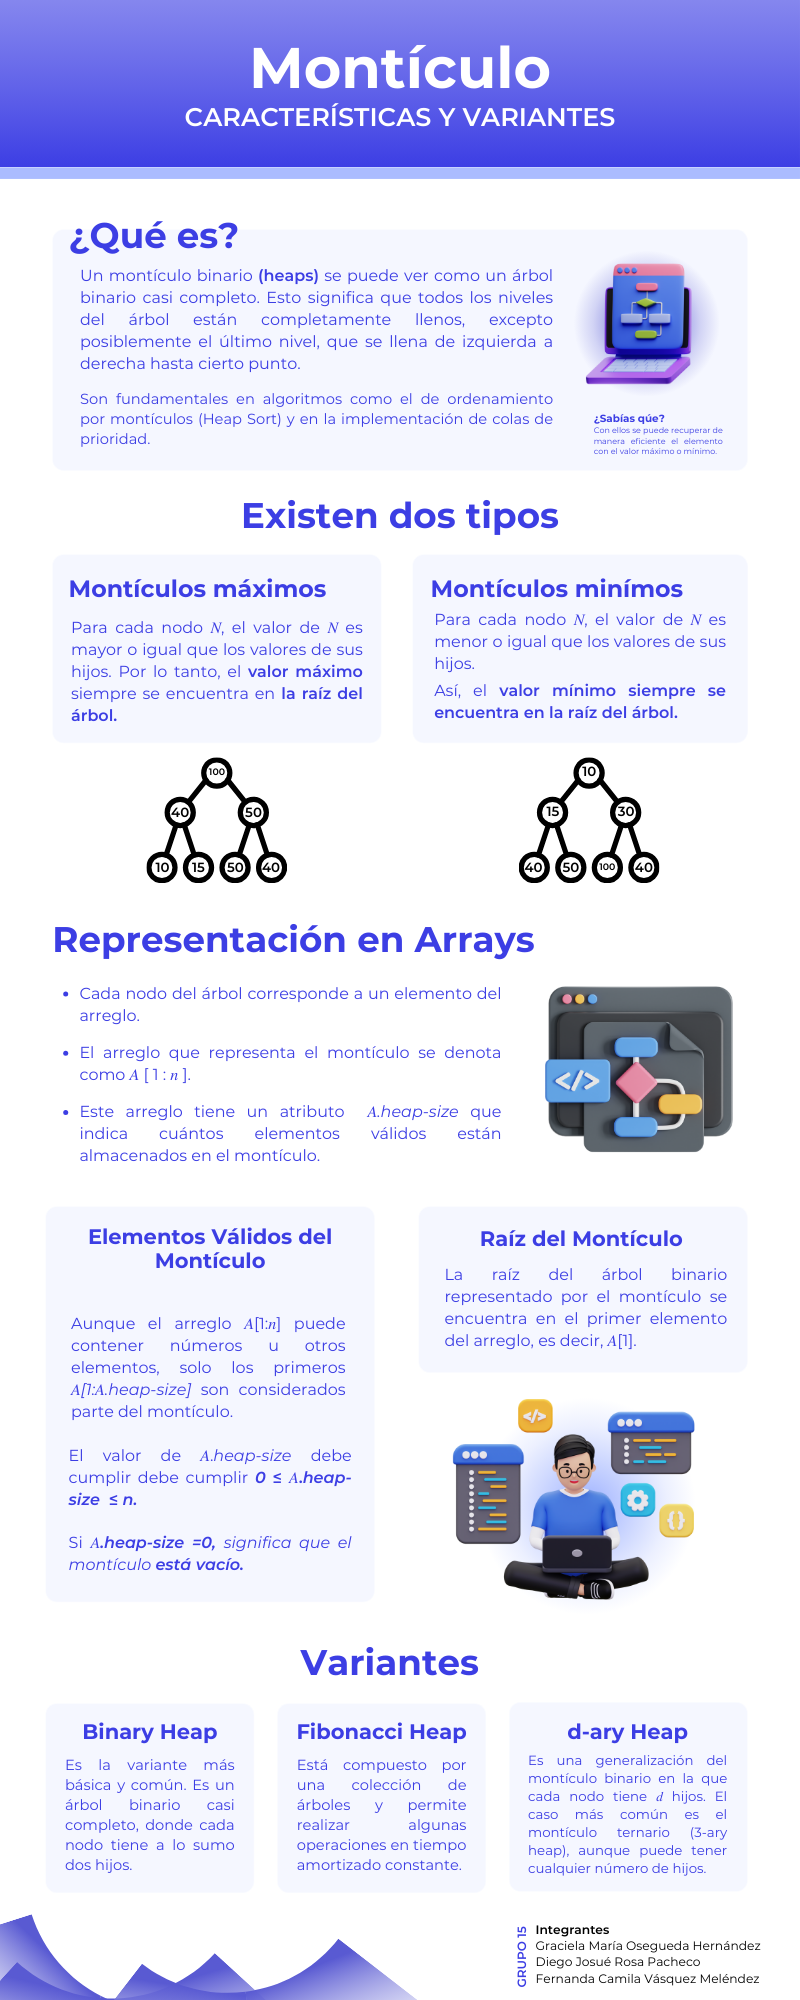 Montículo
CARACTERÍSTICAS Y VARIANTES
¿Qué es?
Un montículo binario (heaps) se puede ver como un árbol
binario casi completo. Esto significa que todos los niveles
del árbol están completamente llenos, excepto
posiblemente el último nivel, que se llena de izquierda a
derecha hasta cierto punto.
Son fundamentales en algoritmos como el de ordenamiento
por montículos (Heap Sort) y en la implementación de colas de
prioridad.
¿Sabías qúe?
Con ellos se puede recuperar de
manera eficiente el elemento
con el valor máximo o mínimo.
Existen dos tipos
Montículos máximos
Para cada nodo N, el valor de N es
mayor o igual que los valores de sus
hijos. Por lo tanto, el valor máximo
siempre se encuentra en la raíz del
árbol.
Montículos minímos
Para cada nodo N, el valor de N es
menor o igual que los valores de sus
hijos.
Así, el valor mínimo siempre se
encuentra en la raíz del árbol.
100
40 50
10 15 50 40
10
15 30
40 50 100 40
Representación en Arrays
• Cada nodo del árbol corresponde a un elemento del
arreglo.
• El arreglo que representa el montículo se denota
como A [ 1 : n ].
• Este arreglo tiene un atributo A.heap-size que
indica cuántos elementos válidos están
almacenados en el montículo.
</>
Elementos Válidos del
Montículo
Aunque el arreglo A[1:n] puede
contener números u otros
elementos, solo los primeros
A[1:A.heap-size] son considerados
parte del montículo.
El valor de A.heap-size debe
cumplir debe cumplir 0 ≤ A.heap-
size ≤ n.
Si A.heap-size =0, significa que el
montículo está vacío.
Raíz del Montículo
La raíz del árbol binario
representado por el montículo se
encuentra en el primer elemento
del arreglo, es decir, A[1].
</>
{}
Variantes
Binary Heap
Es la variante más
básica y común. Es un
árbol binario casi
completo, donde cada
nodo tiene a lo sumo
dos hijos.
Fibonacci Heap
Está compuesto por
una colección de
árboles y permite
realizar algunas
operaciones en tiempo
amortizado constante.
d-ary Heap
Es una generalización del
montículo binario en la que
cada nodo tiene d hijos. El
caso más común es el
montículo ternario (3-ary
heap), aunque puede tener
cualquier número de hijos.
GRUPO 15
Integrantes
Graciela María Osegueda Hernández
Diego Josué Rosa Pacheco
Fernanda Camila Vásquez Meléndez